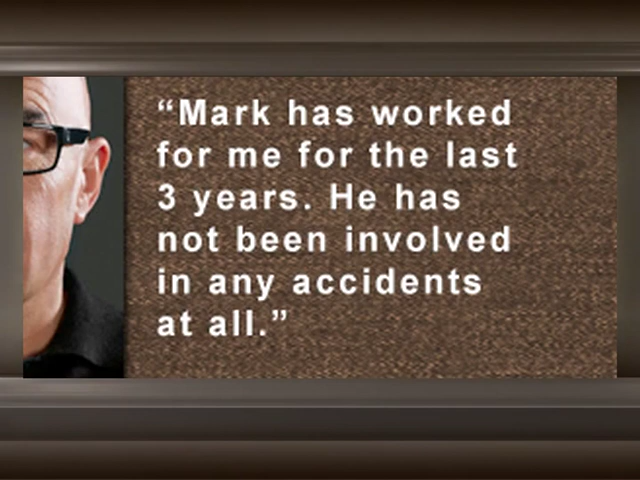 “Mark has worked
for me for the last
3 years. He has
not been involved
in any accidents
at all.”